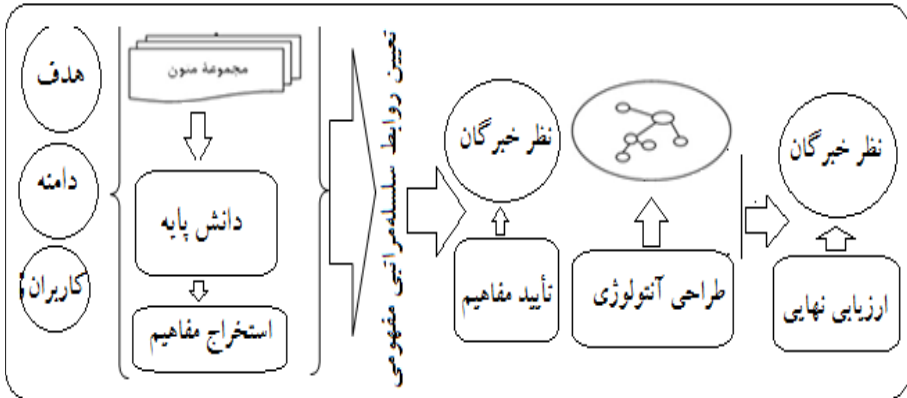 هدف
دامنه
کاربران
مجموعهٔ متون
دانش پایه
استخراج مفاهیم
تعیین روابط سلسله‌مراتبی مفهومی
نظر خبرگان
تأیید مفاهیم
طراحی آنتولوژی
نظر خبرگان
ارزیابی نهایی